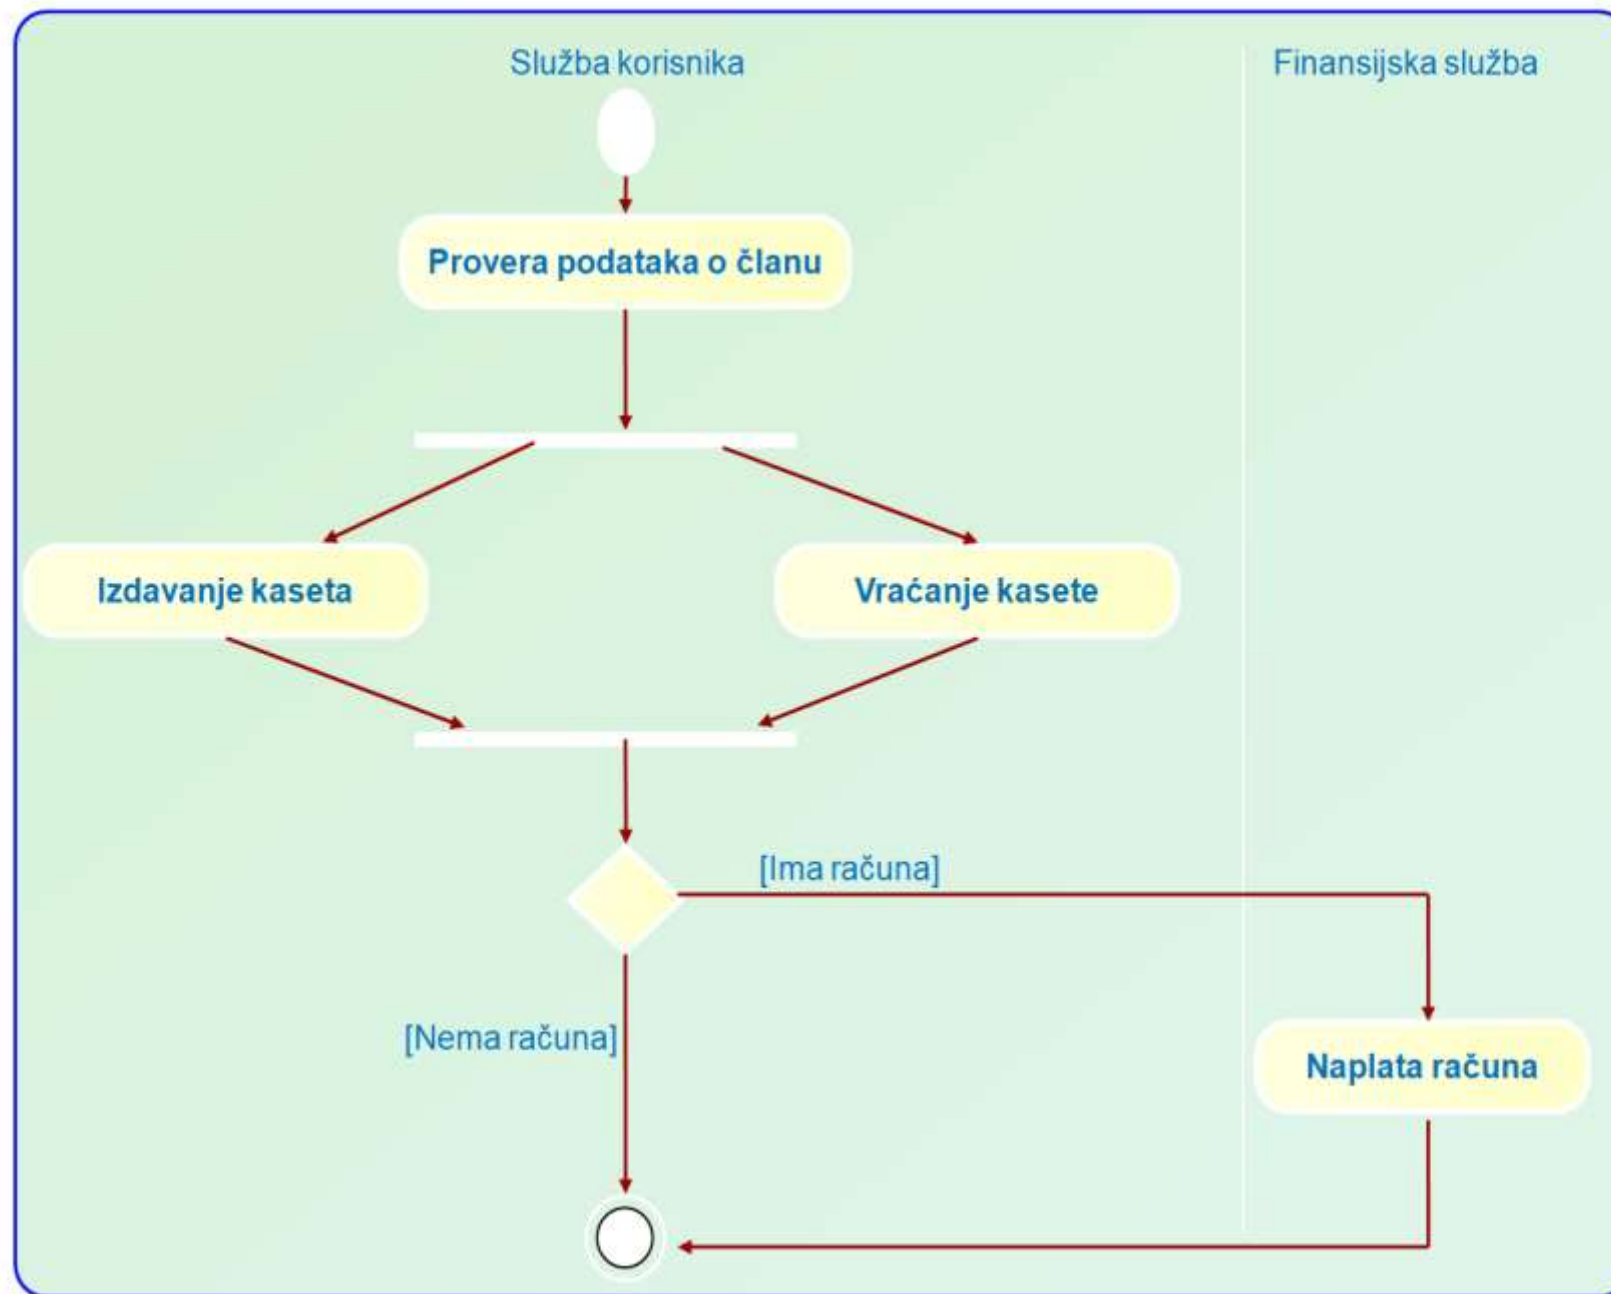 Služba korisnika
Finansijska služba
Provera podataka o članu
Izdavanje kaseta
Vraćanje kasete
[Ima računa]
[Nema računa]
Naplata računa